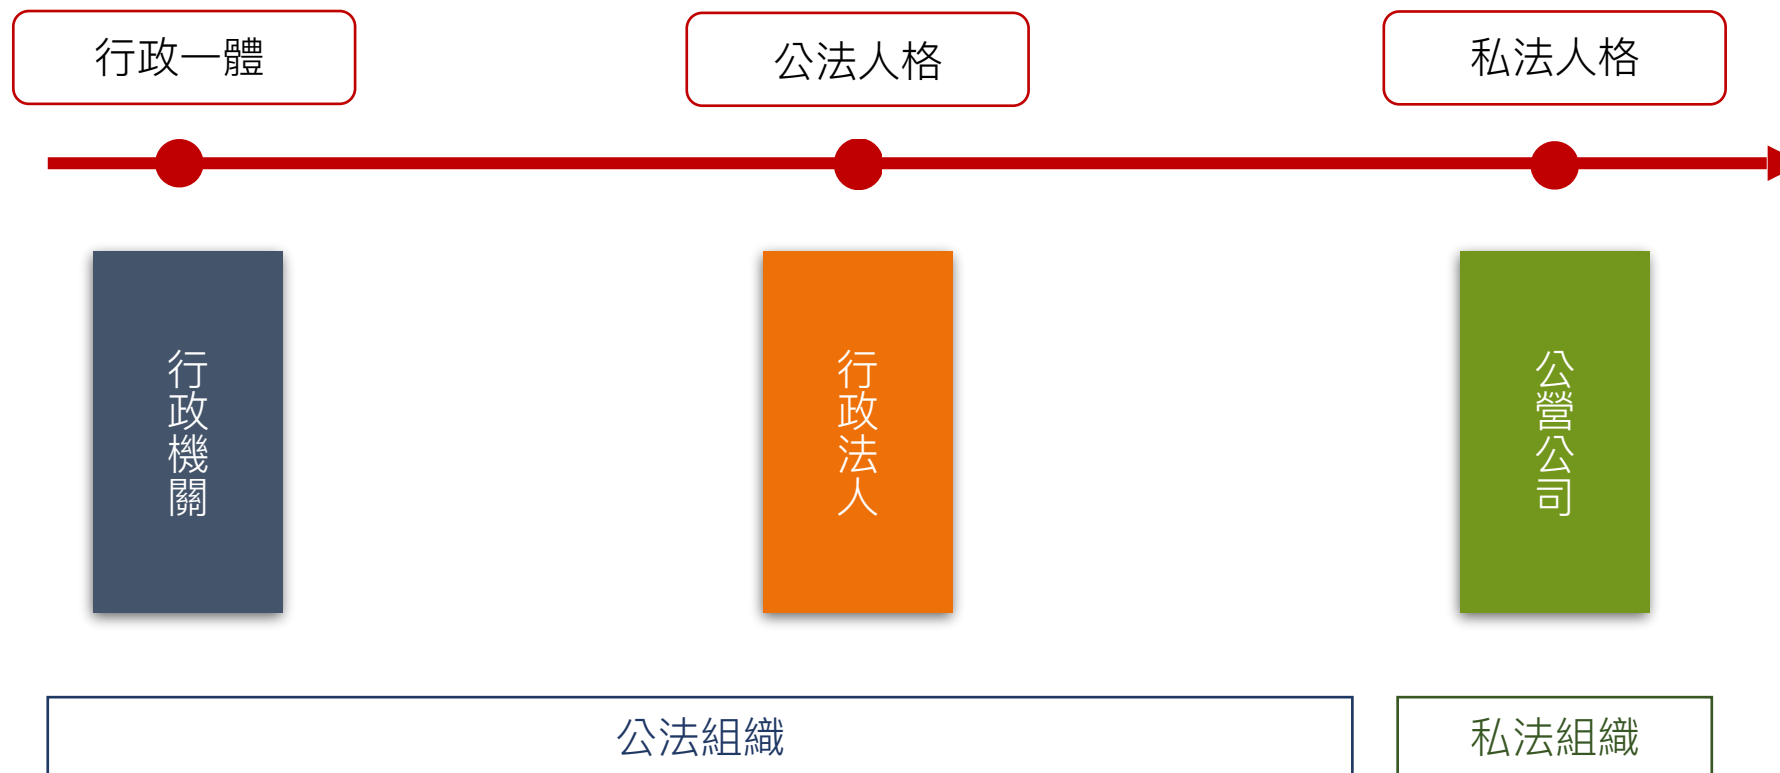 行政一體
公法人格
私法人格
行政機關
行政法人
公營公司
公法組織
私法組織